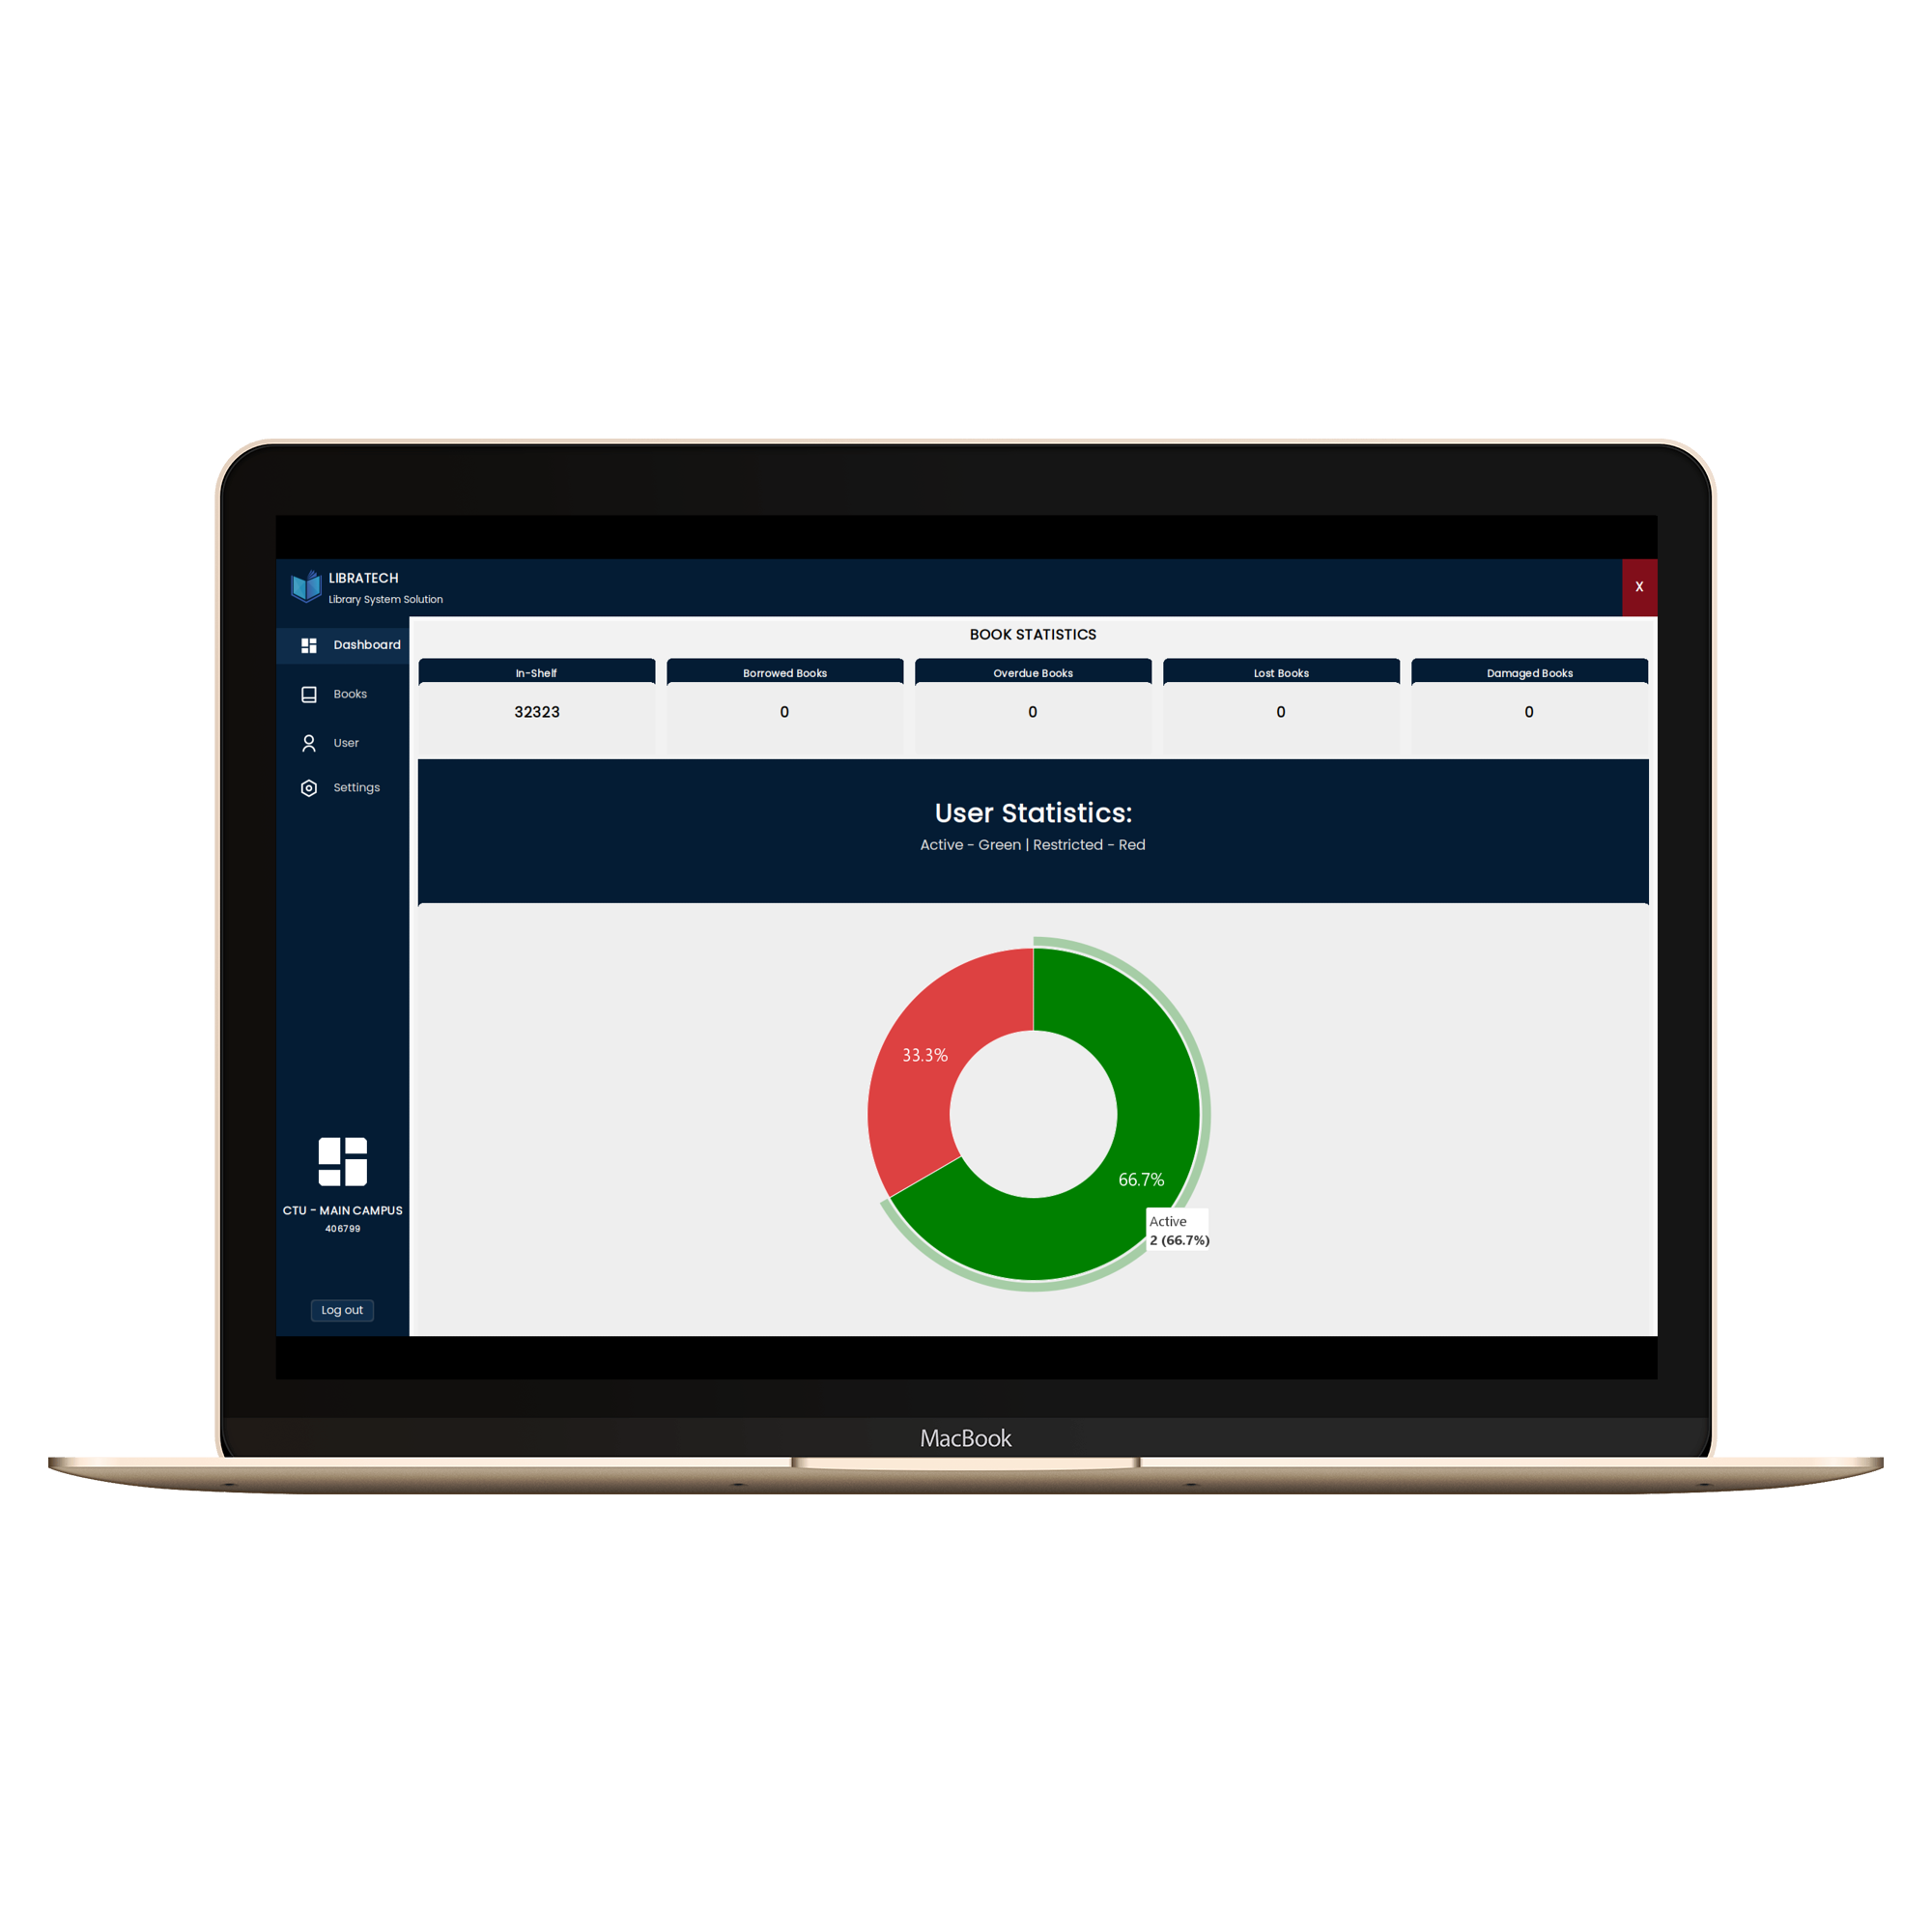 LIBRATECH
Library System Solution
X
Dashboard
Books
User
Settings
CTU - MAIN CAMPUS
406799
Log out
BOOK STATISTICS
In-Shelf
32323
Borrowed Books
0
Overdue Books
0
Lost Books
0
Damaged Books
0
User Statistics:
Active - Green | Restricted - Red
33.3%
66.7%
Active
2 (66.7%)
MacBook